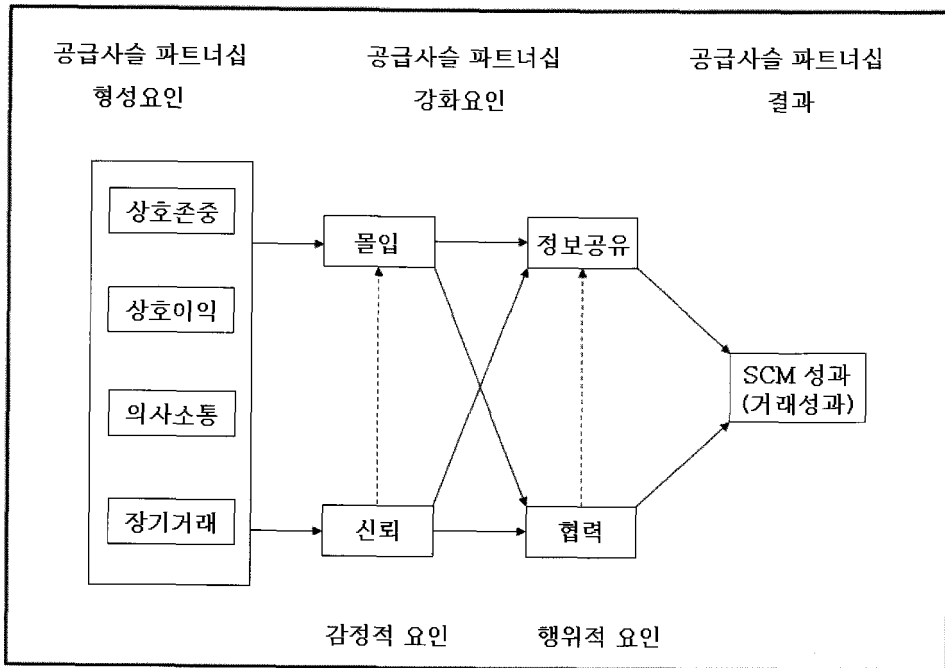 공급사슬 파트너십
형성요인
공급사슬 파트너십
강화요인
공급사슬 파트너십
결과
상호존중
상호이익
의사소통
장기거래
몰입
신뢰
정보공유
협력
SCM 성과
(거래성과)
감정적 요인
행위적 요인